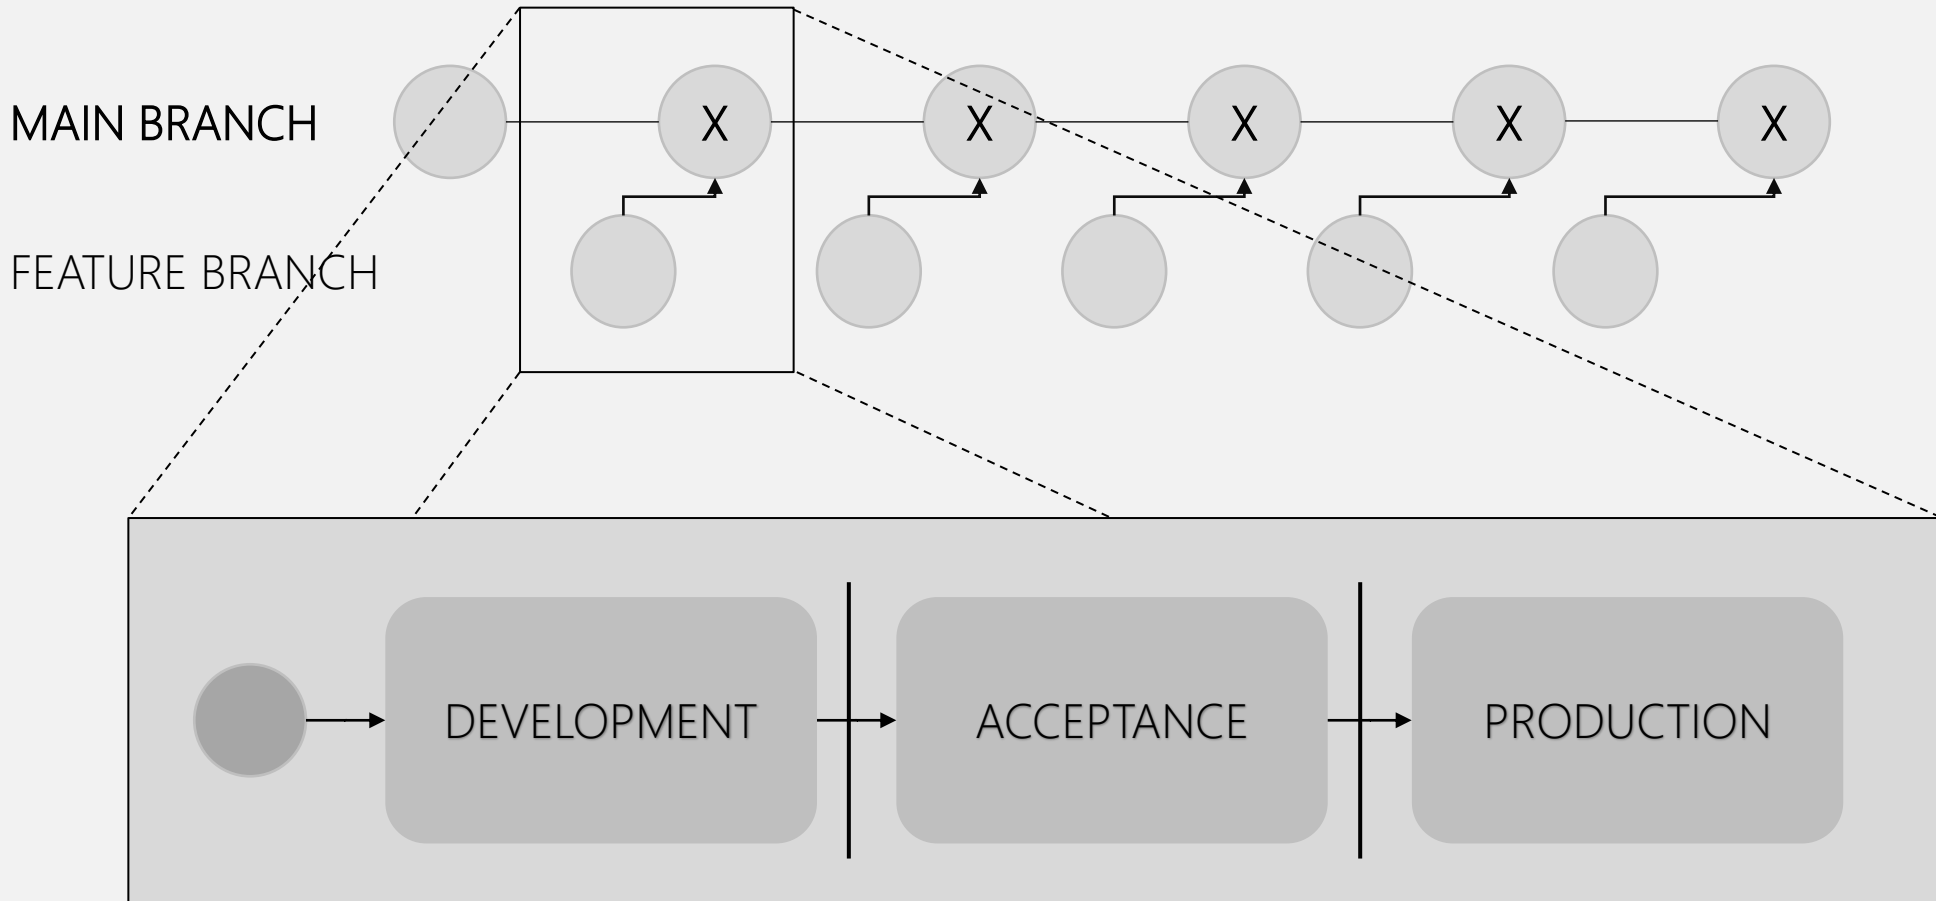 MAIN BRANCH
X X X X X
FEATURE BRANCH
DEVELOPMENT ACCEPTANCE PRODUCTION